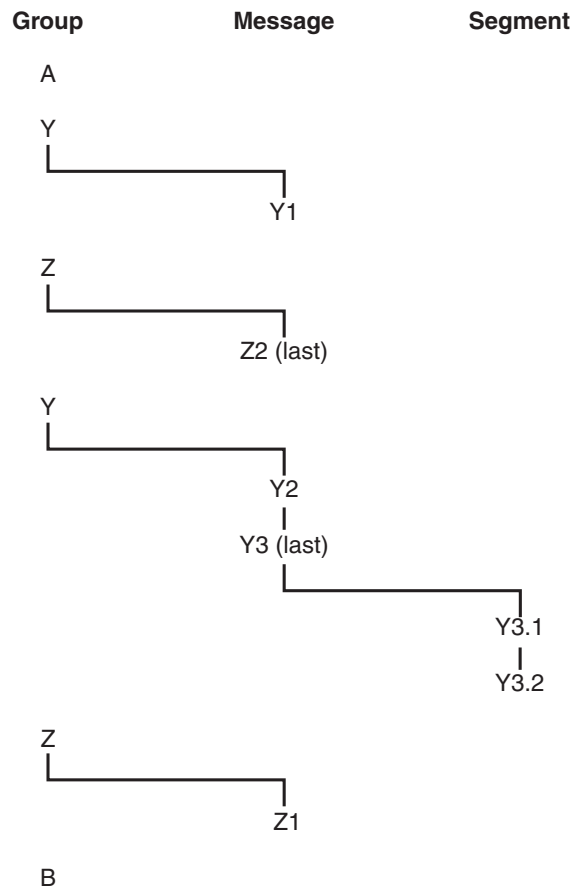 Group Message Segment
A
Y
Y1
Z
Z2 (last)
Y
Y2
Y3 (last)
Y3.1
Y3.2
Z
Z1
B